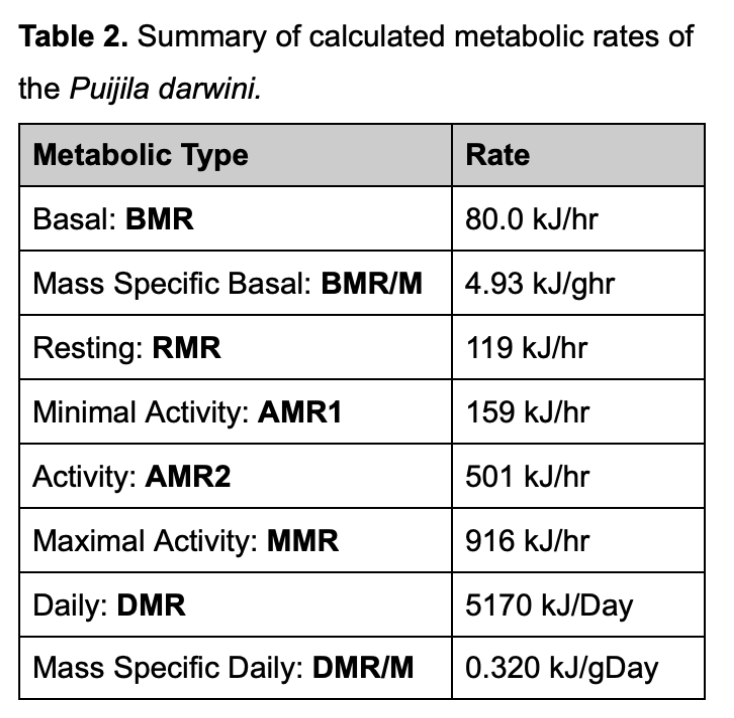 Table 2. Summary of calculated metabolic rates of
the Puijila darwini.
Metabolic Type Rate
Basal: BMR 80.0 kJ/hr
Mass Specific Basal: BMR/M 4.93 kJ/ghr
Resting: RMR 119 kJ/hr
Minimal Activity: AMR1 159 kJ/hr
Activity: AMR2 501 kJ/hr
Maximal Activity: MMR 916 kJ/hr
Daily: DMR 5170 kJ/Day
Mass Specific Daily: DMR/M 0.320 kJ/gDay